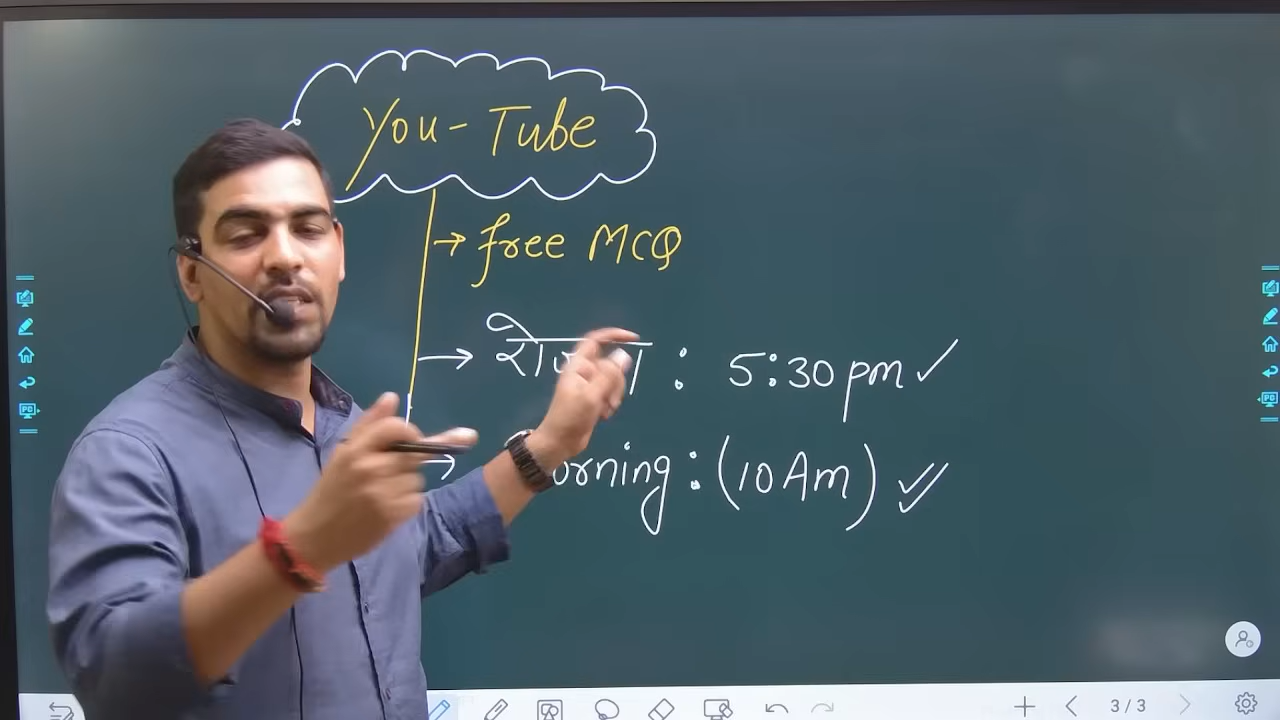 You-Tube
→ free MCQ
→ : 5:30 pm ✓
→ : (10 Am) ✓
3/3